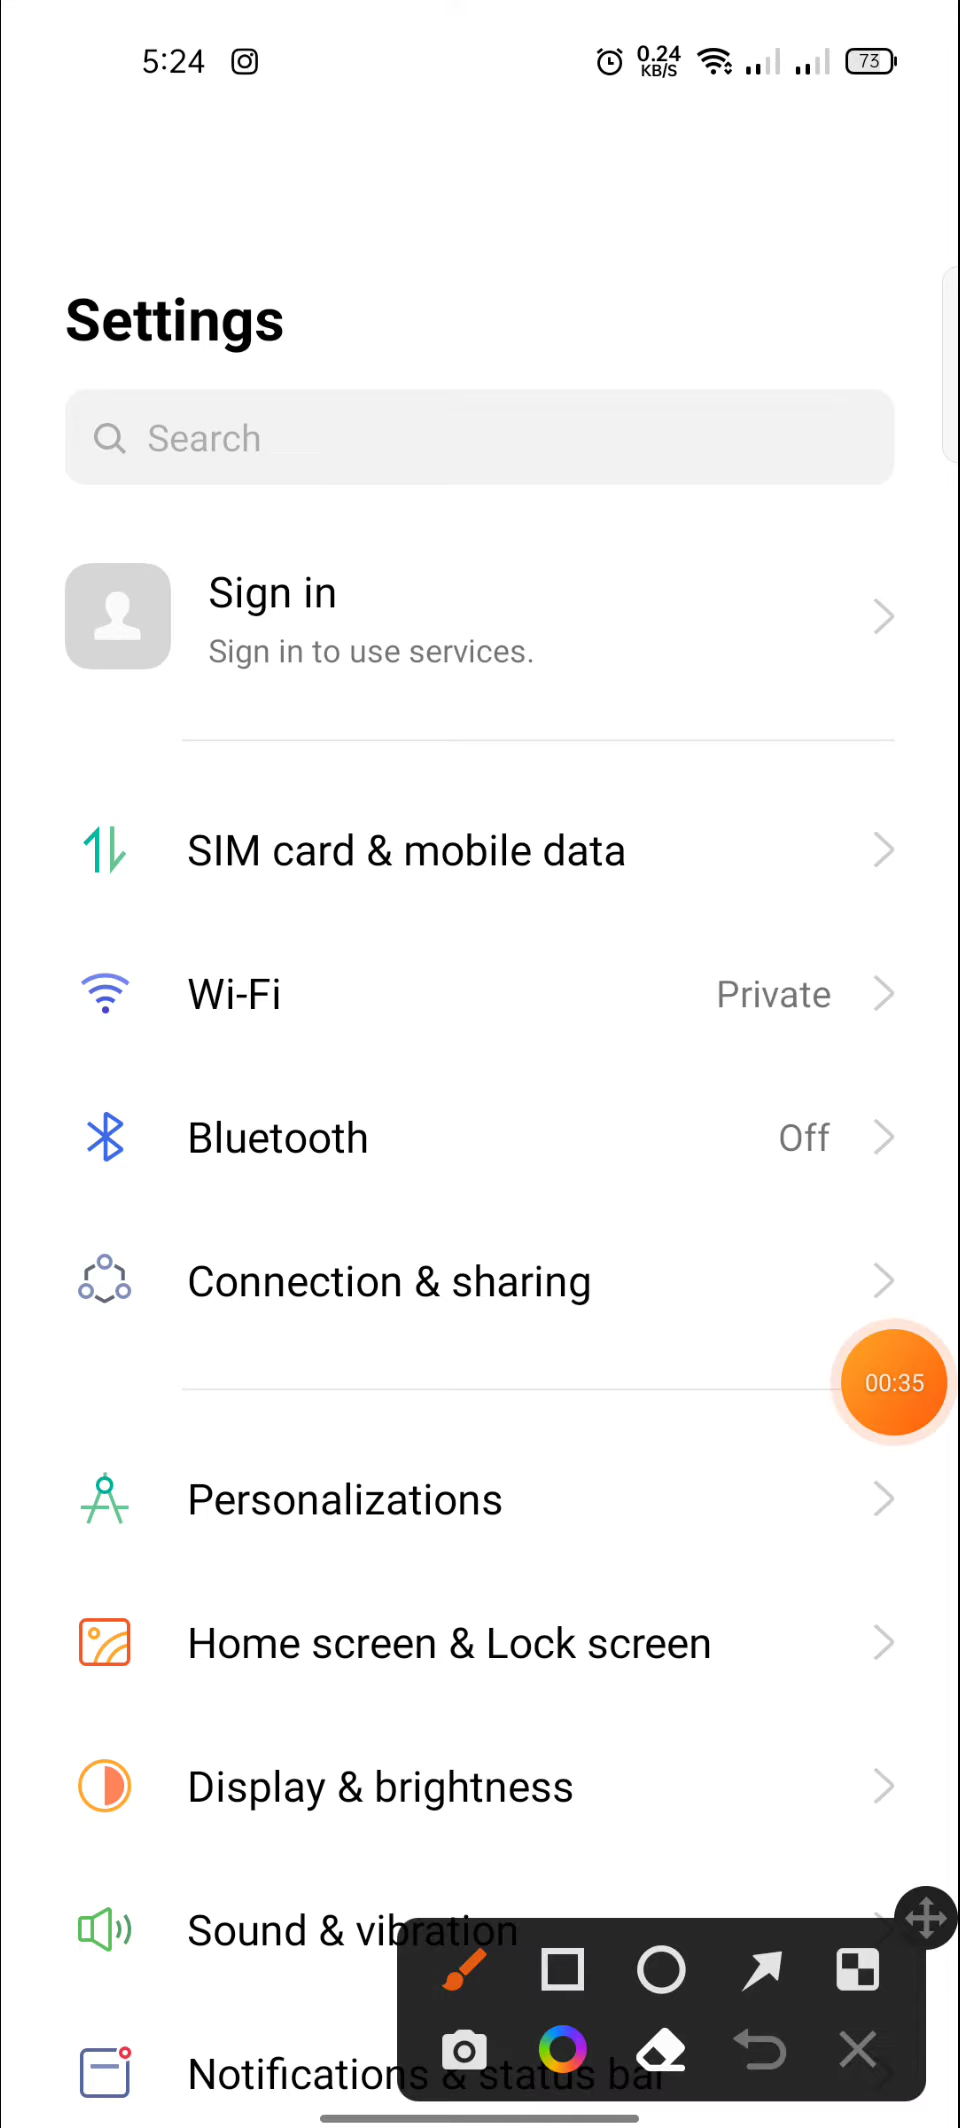 5:24 0.24 KB/S 73
Settings
Search
Sign in
Sign in to use services.
SIM card & mobile data
Wi-Fi Private
Bluetooth Off
Connection & sharing
00:35
Personalizations
Home screen & Lock screen
Display & brightness
Sound & vibration
Notifications & status bar